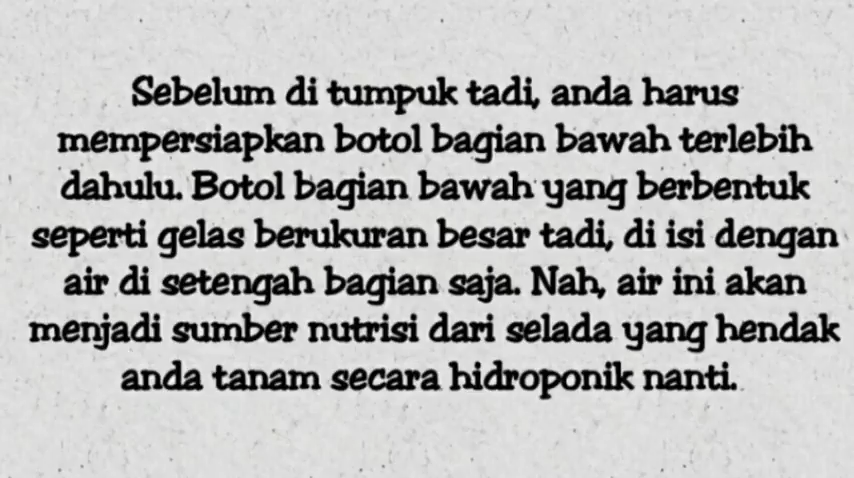 Sebelum di tumpuk tadi, anda harus
mempersiapkan botol bagian bawah terlebih
dahulu. Botol bagian bawah yang berbentuk
seperti gelas berukuran besar tadi, di isi dengan
air di setengah bagian saja. Nah, air ini akan
menjadi sumber nutrisi dari selada yang hendak
anda tanam secara hidroponik nanti.